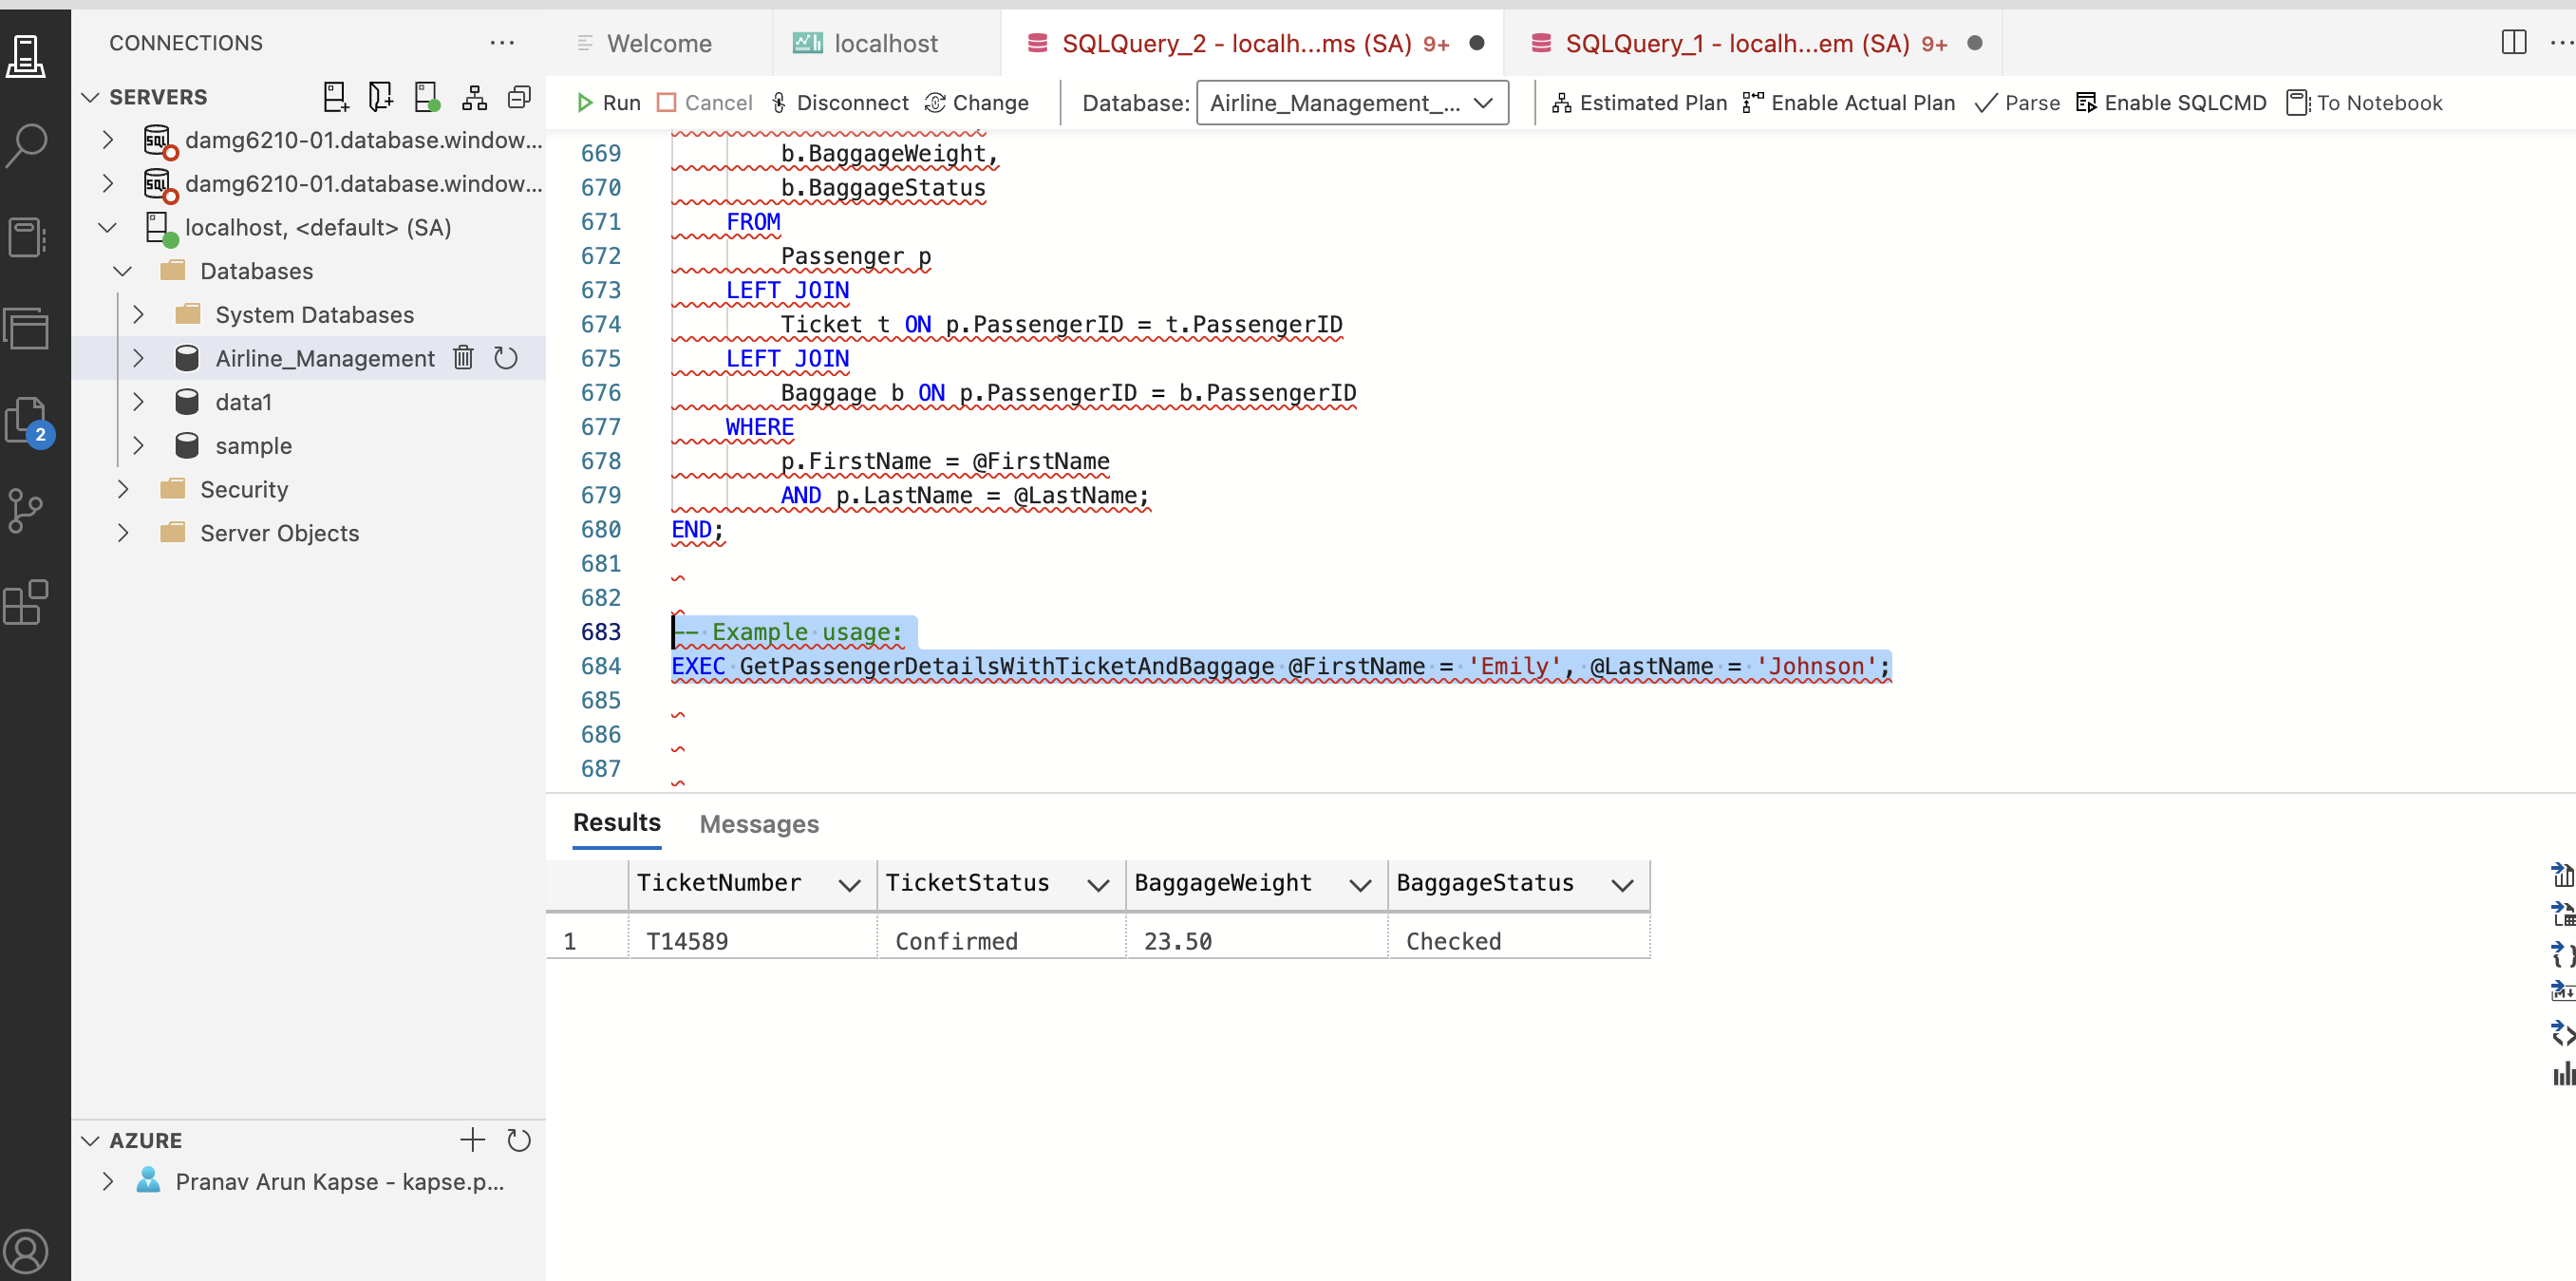 CONNECTIONS ...
SERVERS
damg6210-01.database.window...
damg6210-01.database.window...
localhost, <default> (SA)
Databases
System Databases
Airline_Management
data1
sample
Security
Server Objects
2
AZURE
Pranav Arun Kapse - kapse.p...
Welcome
localhost
SQLQuery_2 - localh...ms (SA) 9+
SQLQuery_1 - localh...em (SA) 9+
Run Cancel Disconnect Change Database: Airline_Management_... Estimated Plan Enable Actual Plan Parse Enable SQLCMD To Notebook
669 b.BaggageWeight,
670 b.BaggageStatus
671 FROM
672 Passenger p
673 LEFT JOIN
674 Ticket t ON p.PassengerID = t.PassengerID
675 LEFT JOIN
676 Baggage b ON p.PassengerID = b.PassengerID
677 WHERE
678 p.FirstName = @FirstName
679 AND p.LastName = @LastName;
680 END;
681
682
683 -- Example usage:
684 EXEC GetPassengerDetailsWithTicketAndBaggage @FirstName = 'Emily', @LastName = 'Johnson';
685
686
687
Results Messages
TicketNumber TicketStatus BaggageWeight BaggageStatus
1 T14589 Confirmed 23.50 Checked